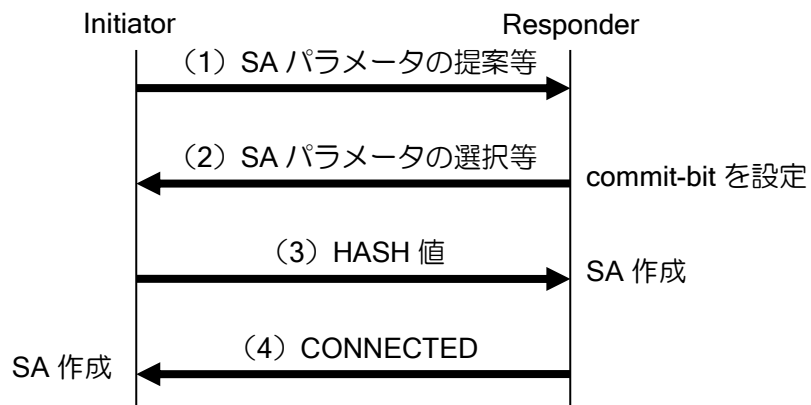 Initiator
Responder
（1）SA パラメータの提案等
（2）SA パラメータの選択等
commit-bit を設定
（3）HASH 値
SA 作成
（4）CONNECTED
SA 作成